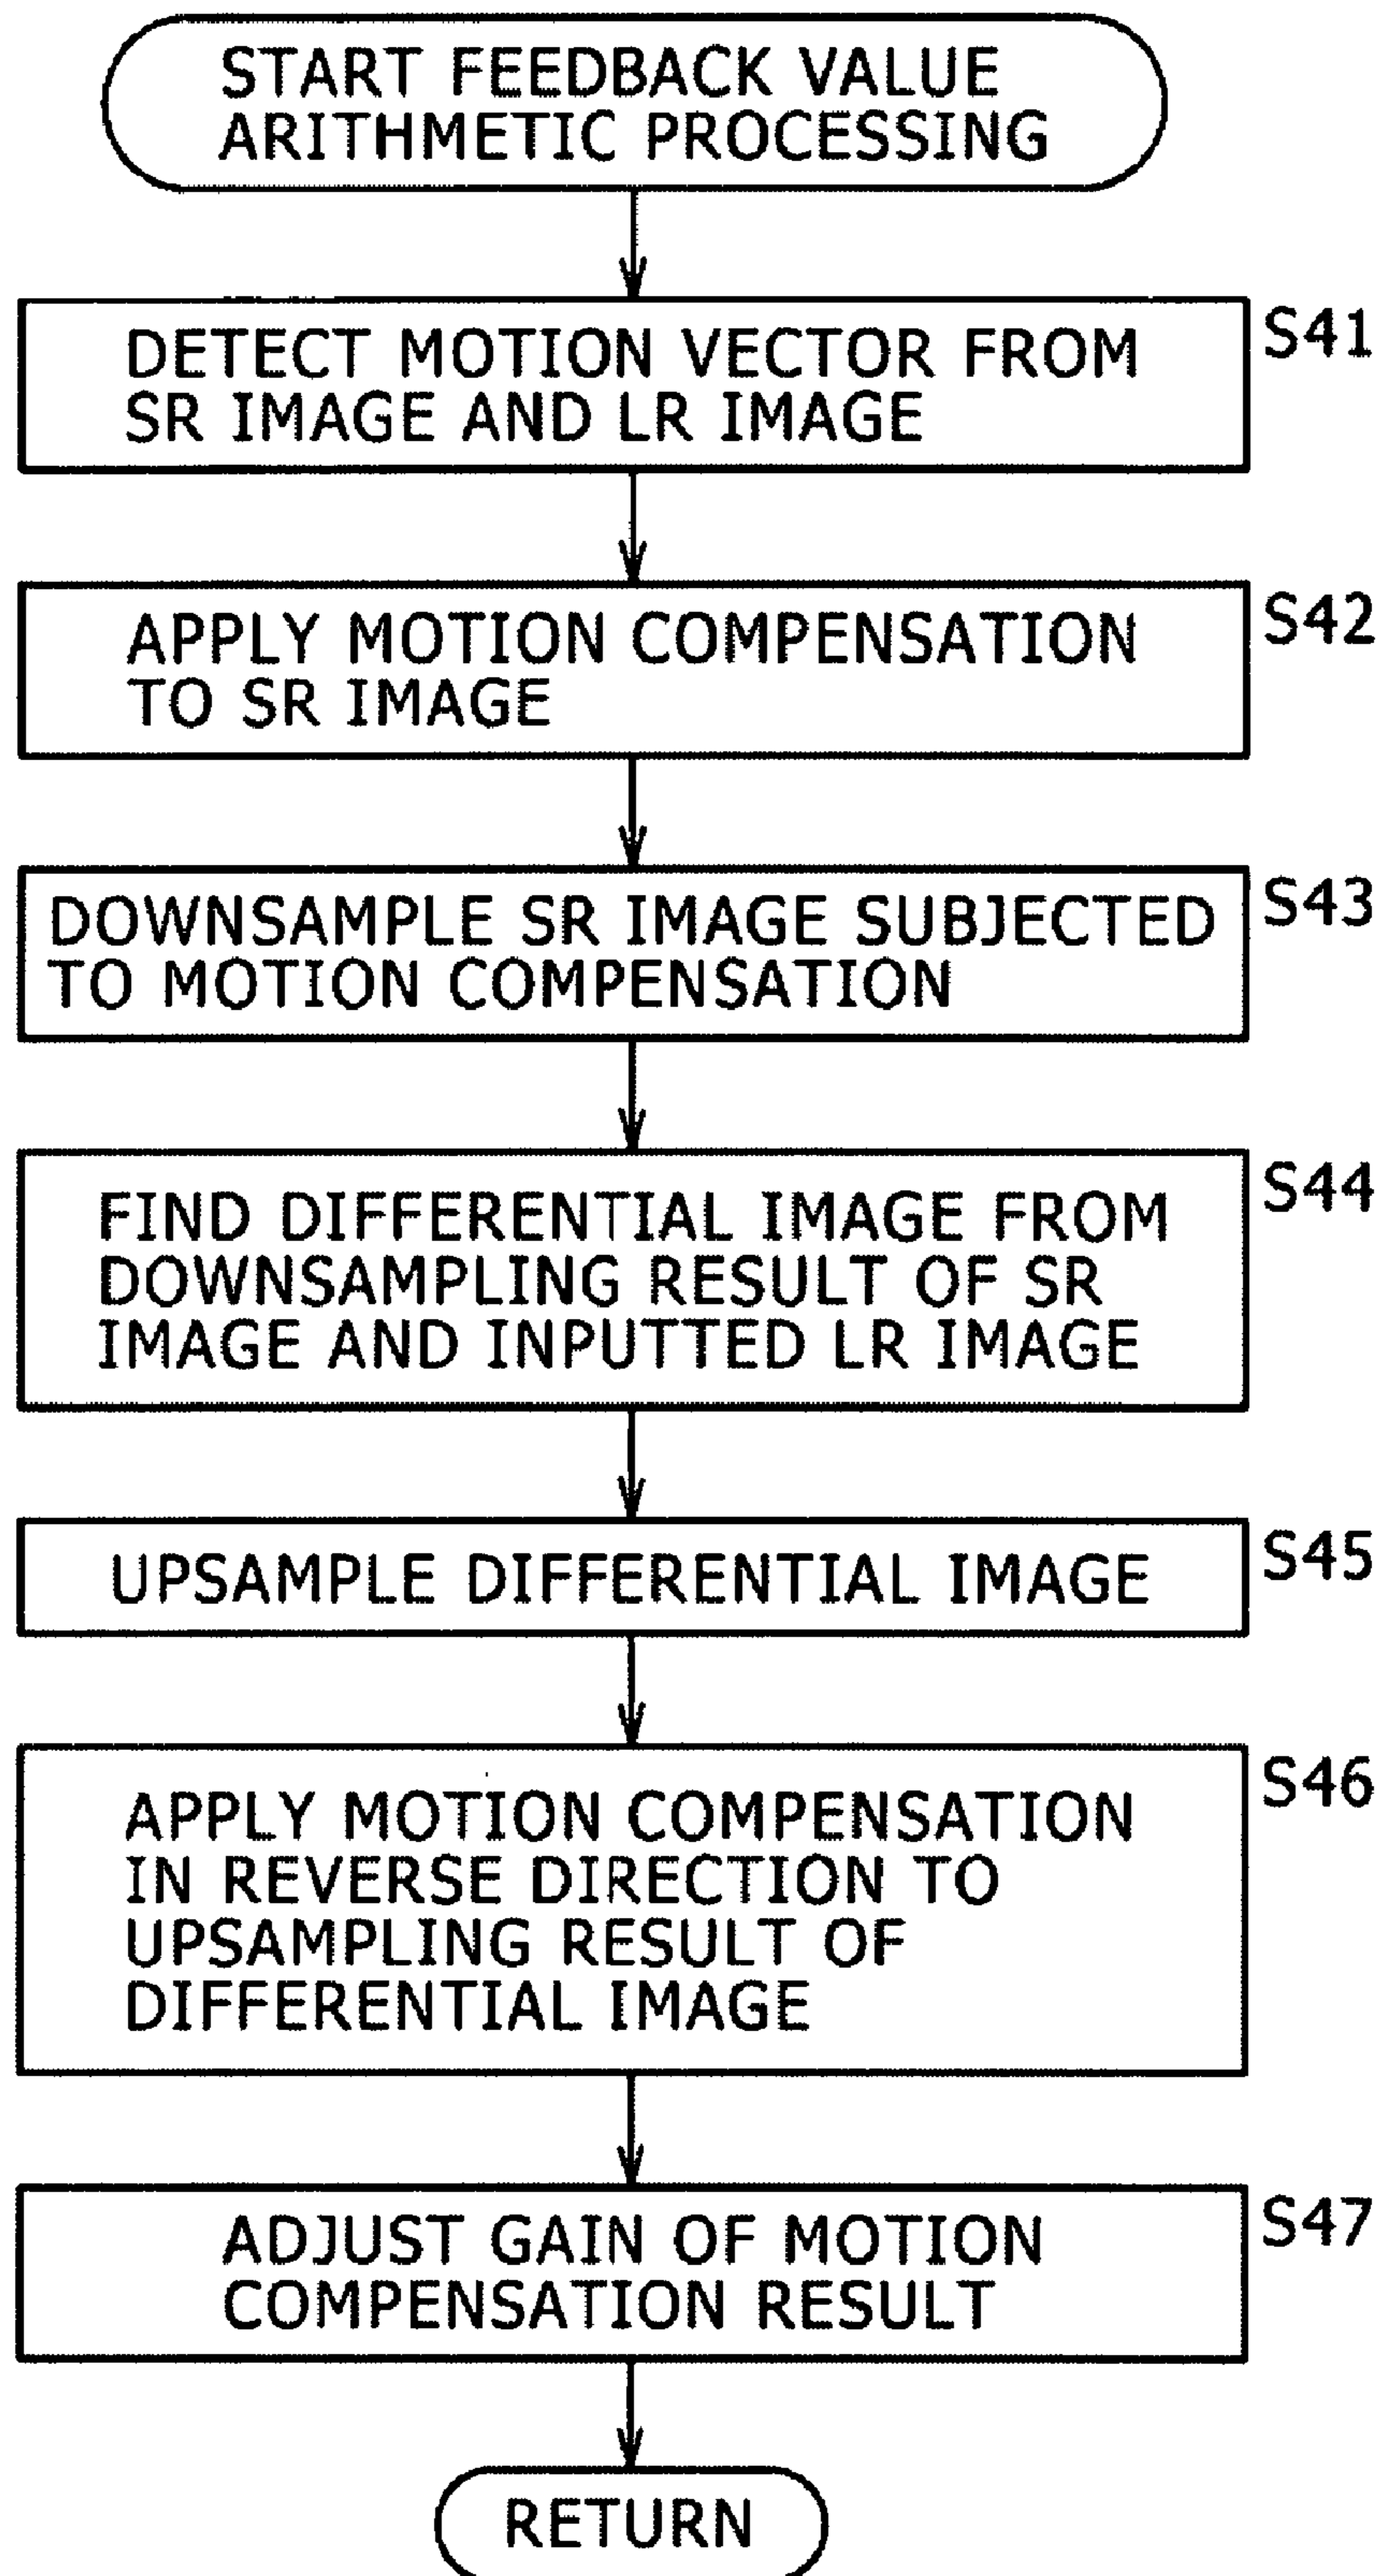 START FEEDBACK VALUE
ARITHMETIC PROCESSING
DETECT MOTION VECTOR FROM
SR IMAGE AND LR IMAGE
S41
APPLY MOTION COMPENSATION
TO SR IMAGE
S42
DOWNSAMPLE SR IMAGE SUBJECTED
TO MOTION COMPENSATION
S43
FIND DIFFERENTIAL IMAGE FROM
DOWNSAMPLING RESULT OF SR
IMAGE AND INPUTTED LR IMAGE
S44
UPSAMPLE DIFFERENTIAL IMAGE
S45
APPLY MOTION COMPENSATION
IN REVERSE DIRECTION TO
UPSAMPLING RESULT OF
DIFFERENTIAL IMAGE
S46
ADJUST GAIN OF MOTION
COMPENSATION RESULT
S47
RETURN